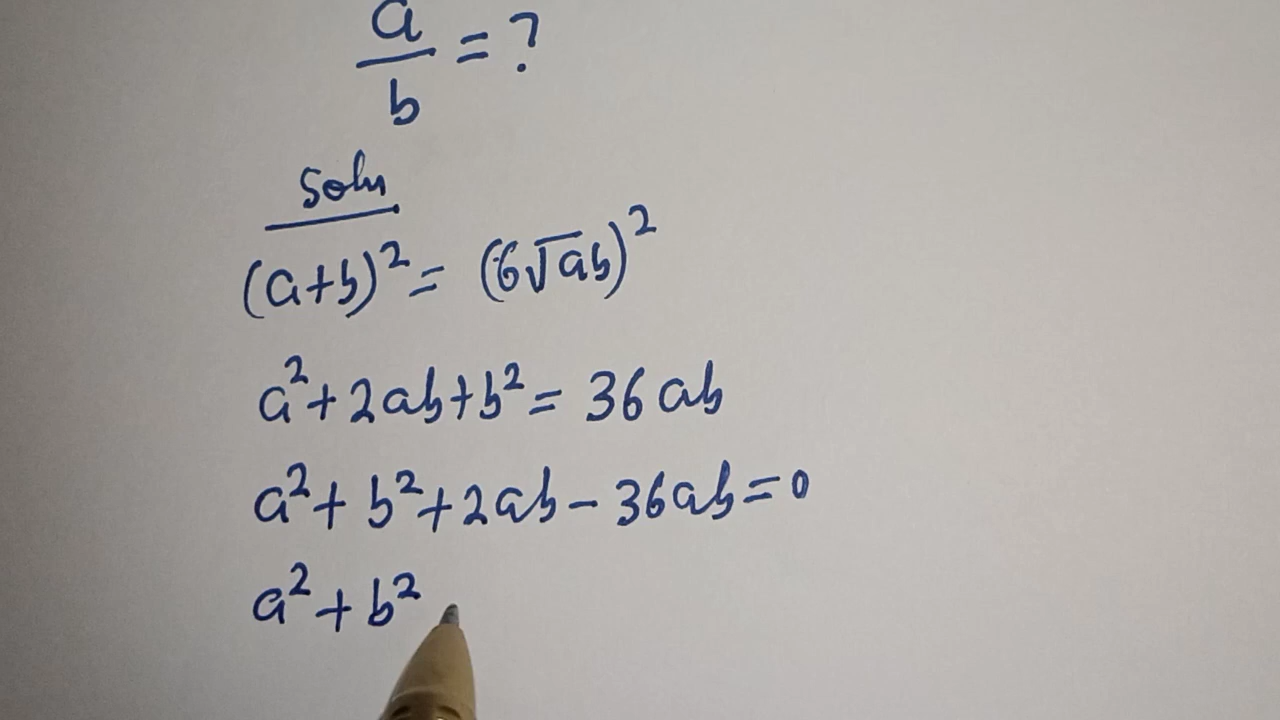 a/b = ?
Soln
(a+b)² = (6√ab)²
a² + 2ab + b² = 36ab
a² + b² + 2ab - 36ab = 0
a² + b²